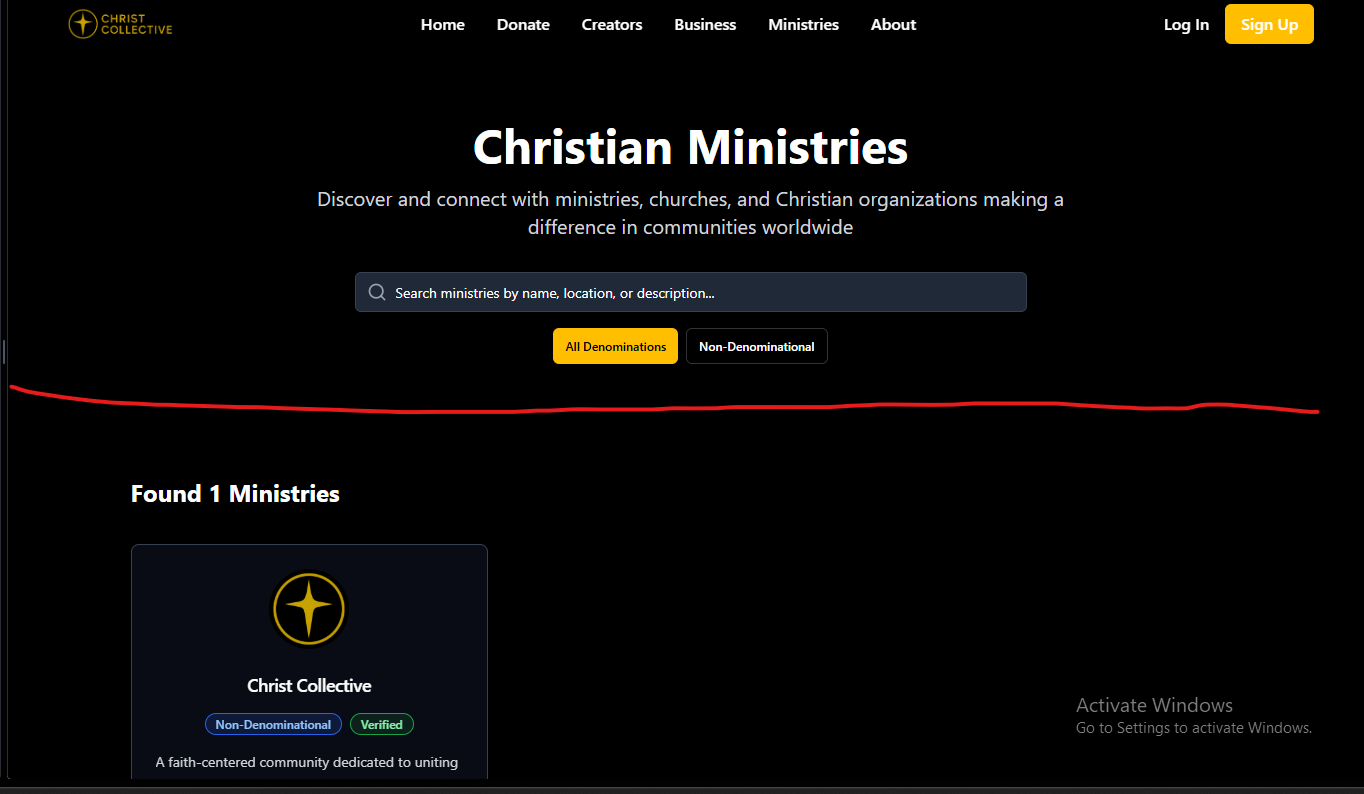 CHRIST
COLLECTIVE
Home Donate Creators Business Ministries About Log In Sign Up
Christian Ministries
Discover and connect with ministries, churches, and Christian organizations making a
difference in communities worldwide
Search ministries by name, location, or description...
All Denominations Non-Denominational
Found 1 Ministries
Christ Collective
Non-Denominational Verified
A faith-centered community dedicated to uniting
Activate Windows
Go to Settings to activate Windows.